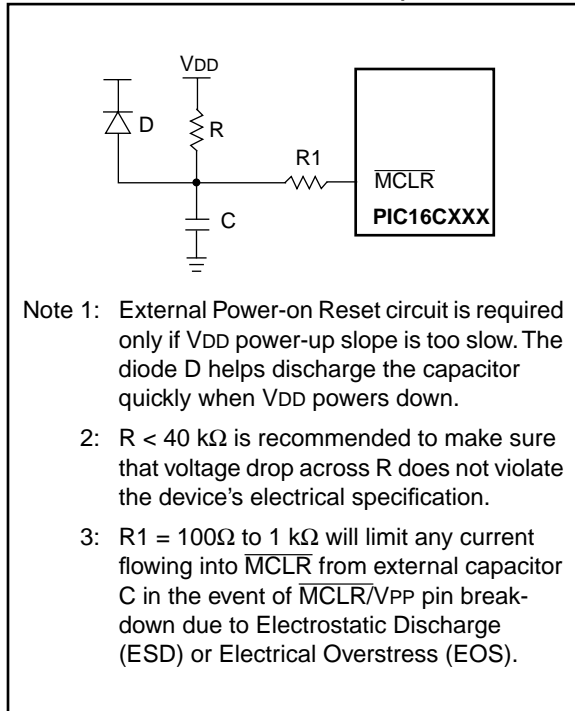 VDD
D
R
R1
MCLR
PIC16CXXX
C
Note 1: External Power-on Reset circuit is required
only if VDD power-up slope is too slow. The
diode D helps discharge the capacitor
quickly when VDD powers down.
2: R < 40 kΩ is recommended to make sure
that voltage drop across R does not violate
the device's electrical specification.
3: R1 = 100Ω to 1 kΩ will limit any current
flowing into MCLR from external capacitor
C in the event of MCLR/VPP pin break-
down due to Electrostatic Discharge
(ESD) or Electrical Overstress (EOS).